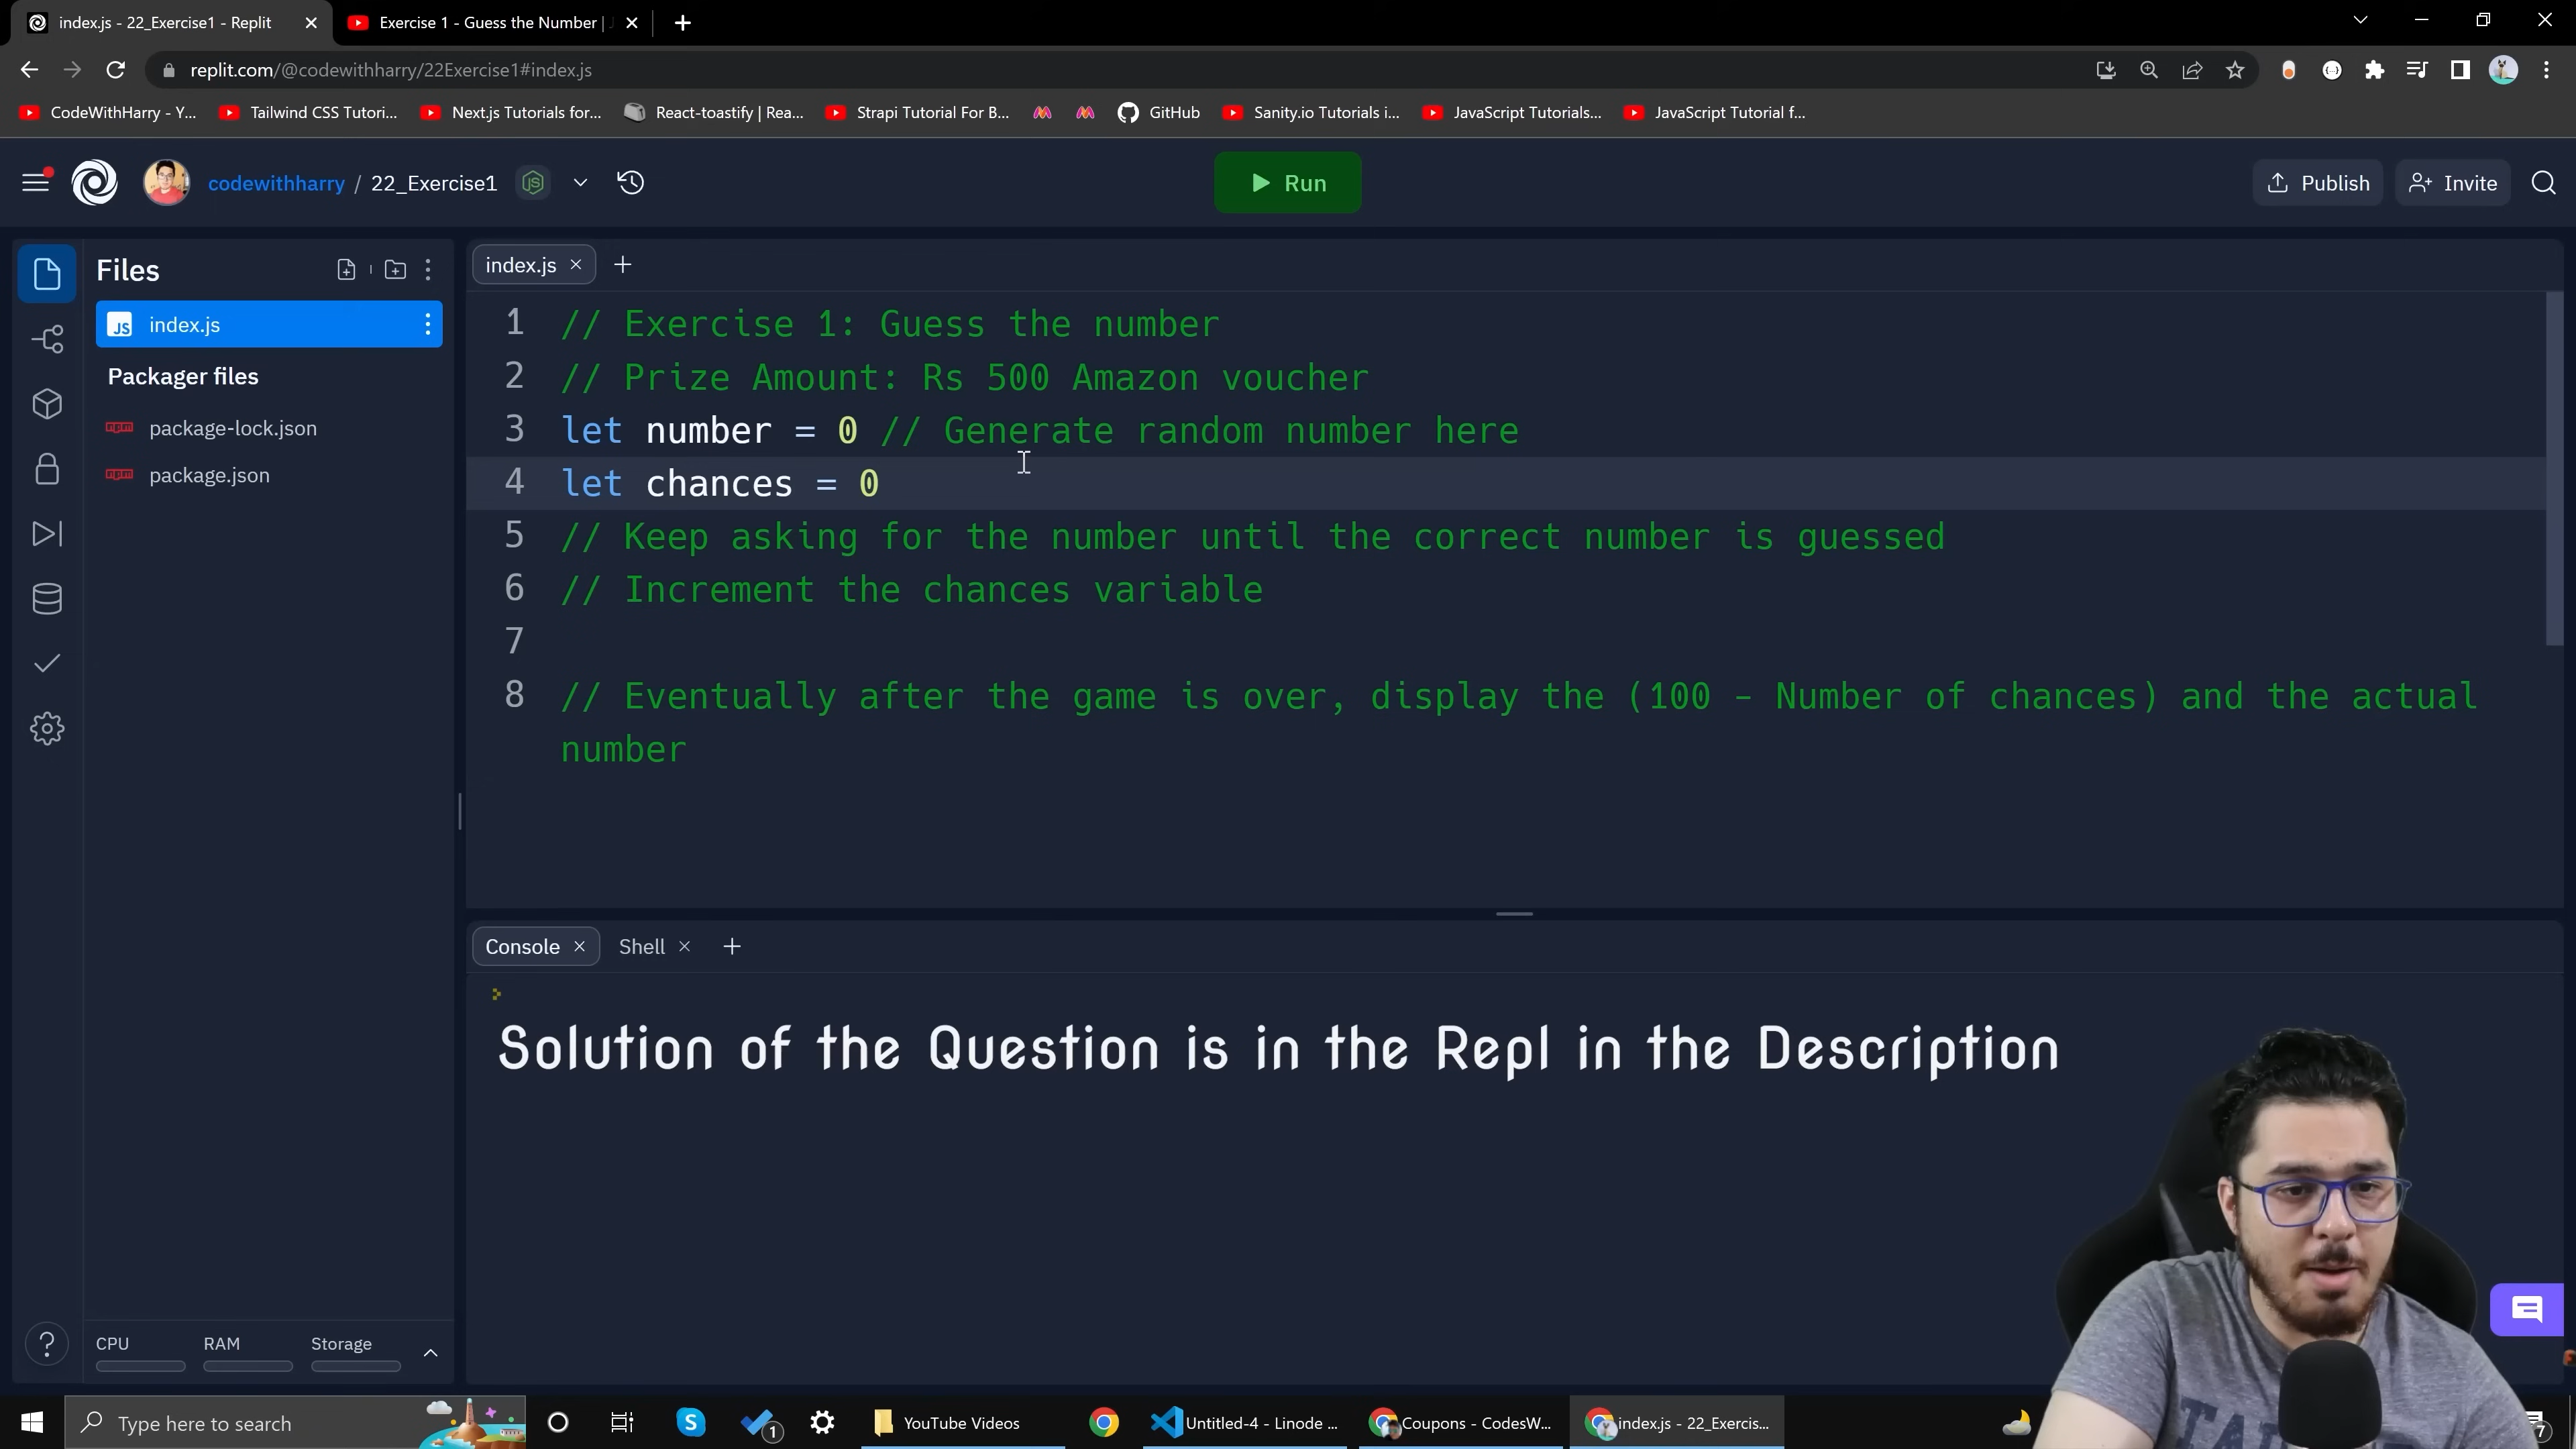 index.js - 22_Exercise1 - Replit
Exercise 1 - Guess the Number |
replit.com/@codewithharry/22Exercise1#index.js
CodeWithHarry - Y...
Tailwind CSS Tutori...
Next.js Tutorials for...
React-toastify | Rea...
Strapi Tutorial For B...
GitHub
Sanity.io Tutorials i...
JavaScript Tutorials...
JavaScript Tutorial f...
codewithharry / 22_Exercise1
Run
Publish
Invite
Files
index.js
Packager files
package-lock.json
package.json
index.js
1 // Exercise 1: Guess the number
2 // Prize Amount: Rs 500 Amazon voucher
3 let number = 0 // Generate random number here
4 let chances = 0
5 // Keep asking for the number until the correct number is guessed
6 // Increment the chances variable
7
8 // Eventually after the game is over, display the (100 - Number of chances) and the actual
number
Console
Shell
Solution of the Question is in the Repl in the Description
CPU
RAM
Storage
Type here to search
1
YouTube Videos
Untitled-4 - Linode ...
Coupons - CodesW...
index.js - 22_Exercis...
7